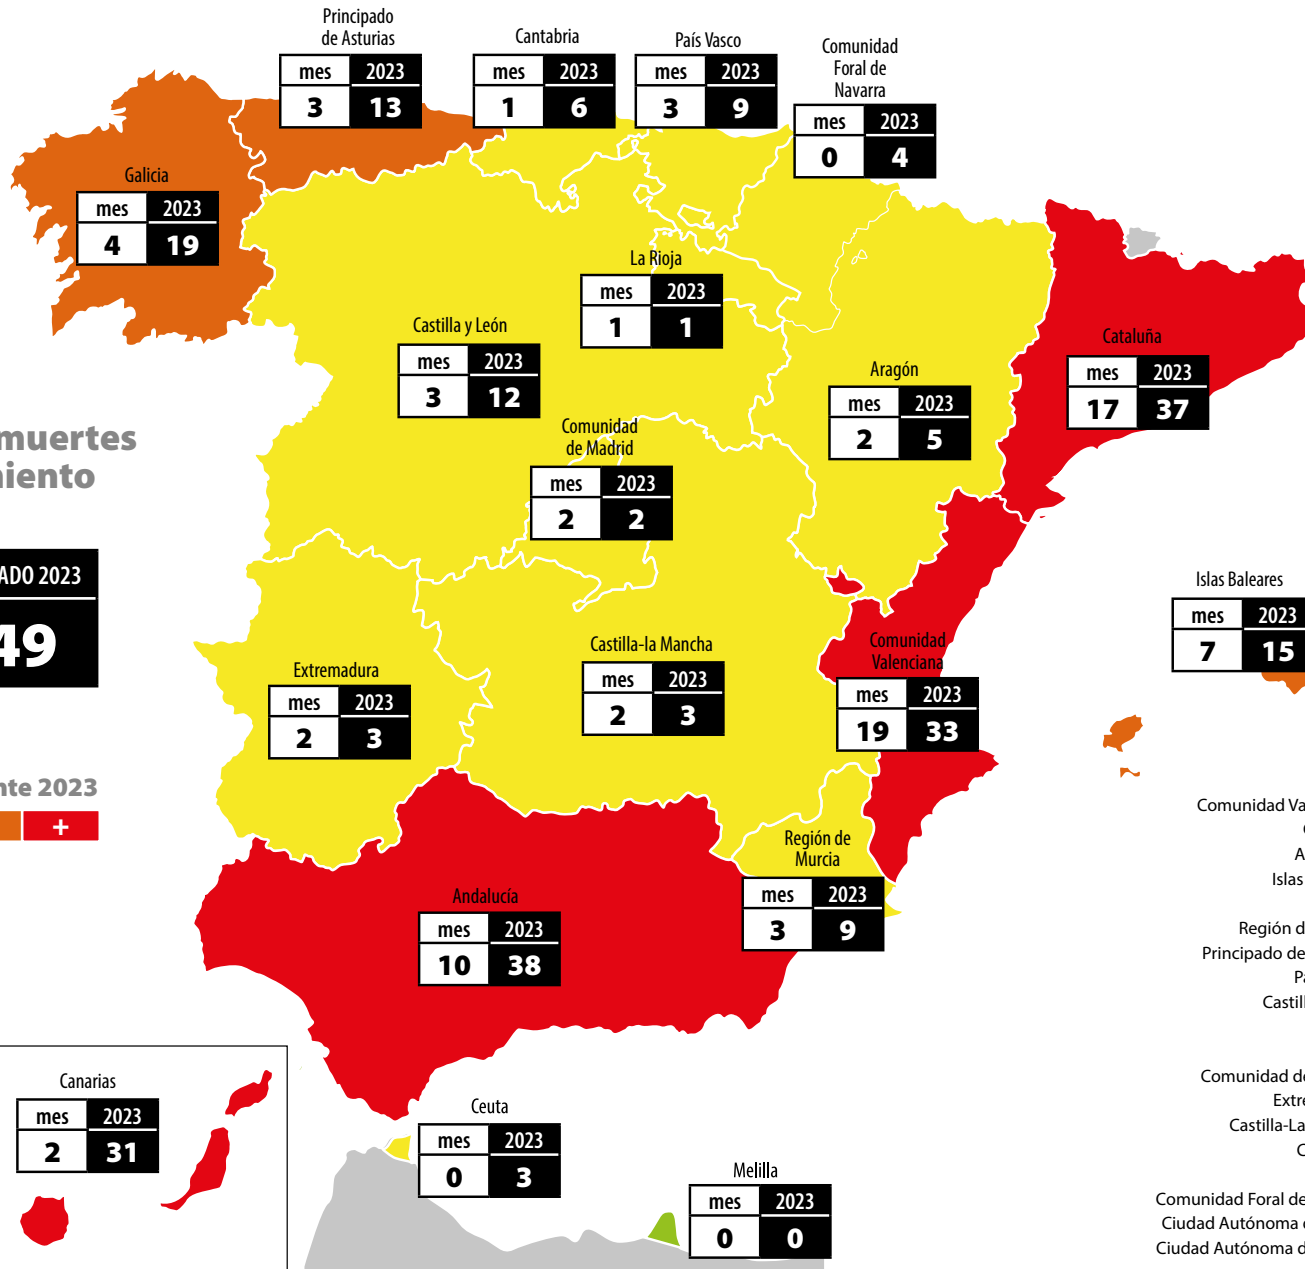 Principado
de Asturias
mes 2023
3 13
Cantabria
mes 2023
1 6
País Vasco
mes 2023
3 9
Comunidad
Foral de
Navarra
mes 2023
0 4
Galicia
mes 2023
4 19
La Rioja
mes 2023
1 1
Castilla y León
mes 2023
3 12
Cataluña
mes 2023
17 37
Aragón
mes 2023
2 5
Comunidad
de Madrid
mes 2023
2 2
muertes
miento
ADO 2023
49
Islas Baleares
mes 2023
7 15
Castilla-la Mancha
mes 2023
2 3
Comunidad
Valenciana
mes 2023
19 33
Extremadura
mes 2023
2 3
nte 2023
+
Región de
Murcia
mes 2023
3 9
Andalucía
mes 2023
10 38
Canarias
mes 2023
2 31
Ceuta
mes 2023
0 3
Melilla
mes 2023
0 0
Comunidad Va
A
Islas
Región d
Principado de
Pa
Castil
Comunidad de
Extre
Castilla-La
C
Comunidad Foral de
Ciudad Autónoma
Ciudad Autónoma d